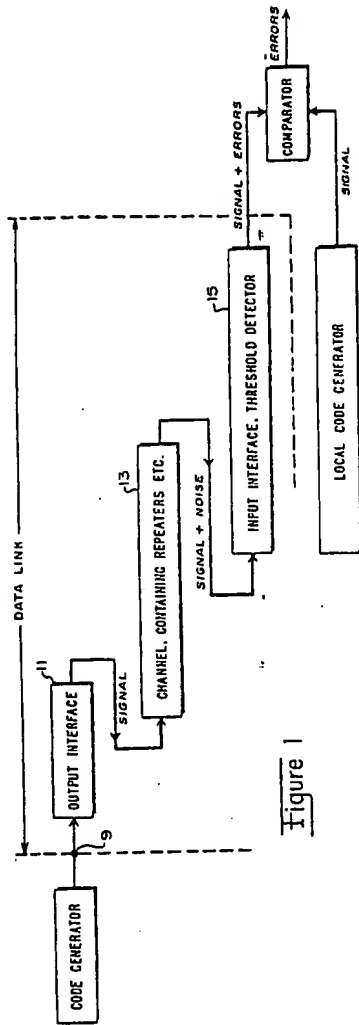 DATA LINK
CODE GENERATOR
9
11
OUTPUT INTERFACE
SIGNAL
13
CHANNEL, CONTAINING REPEATERS ETC.
SIGNAL + NOISE
15
INPUT INTERFACE, THRESHOLD DETECTOR
SIGNAL + ERRORS
COMPARATOR
ERRORS
SIGNAL
LOCAL CODE GENERATOR
Figure 1